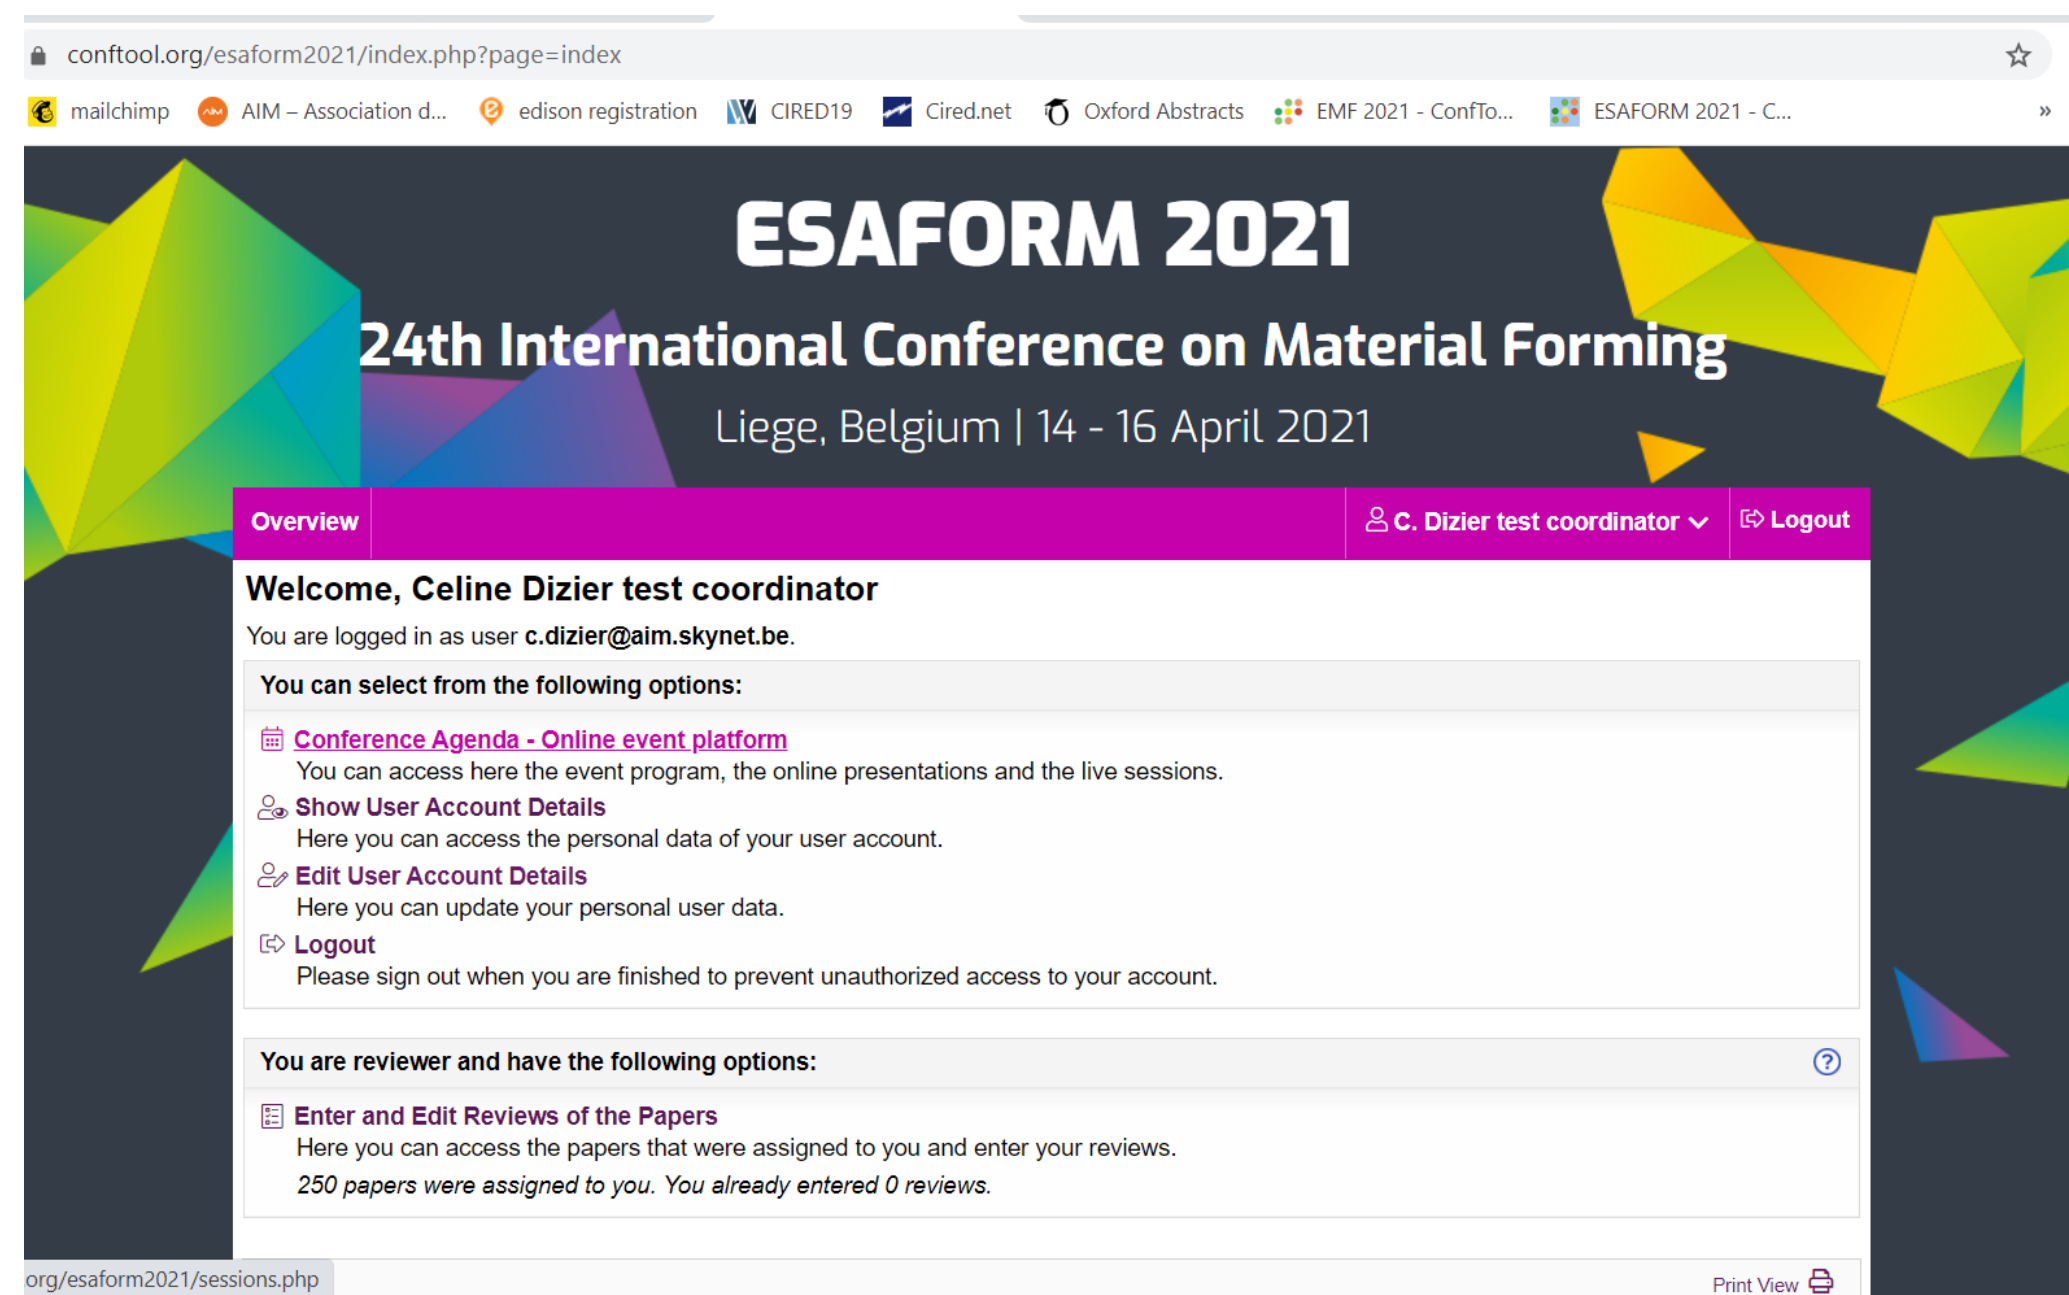 conftool.org/esaform2021/index.php?page=index
mailchimp AIM – Association d... edison registration CIRED19 Cired.net Oxford Abstracts EMF 2021 - ConfTo... ESAFORM 2021 - C... »
ESAFORM 2021
24th International Conference on Material Forming
Liege, Belgium | 14 - 16 April 2021
Overview C. Dizier test coordinator Logout
Welcome, Celine Dizier test coordinator
You are logged in as user c.dizier@aim.skynet.be.
You can select from the following options:
Conference Agenda - Online event platform
You can access here the event program, the online presentations and the live sessions.
Show User Account Details
Here you can access the personal data of your user account.
Edit User Account Details
Here you can update your personal user data.
Logout
Please sign out when you are finished to prevent unauthorized access to your account.
You are reviewer and have the following options:
?
Enter and Edit Reviews of the Papers
Here you can access the papers that were assigned to you and enter your reviews.
250 papers were assigned to you. You already entered 0 reviews.
org/esaform2021/sessions.php Print View